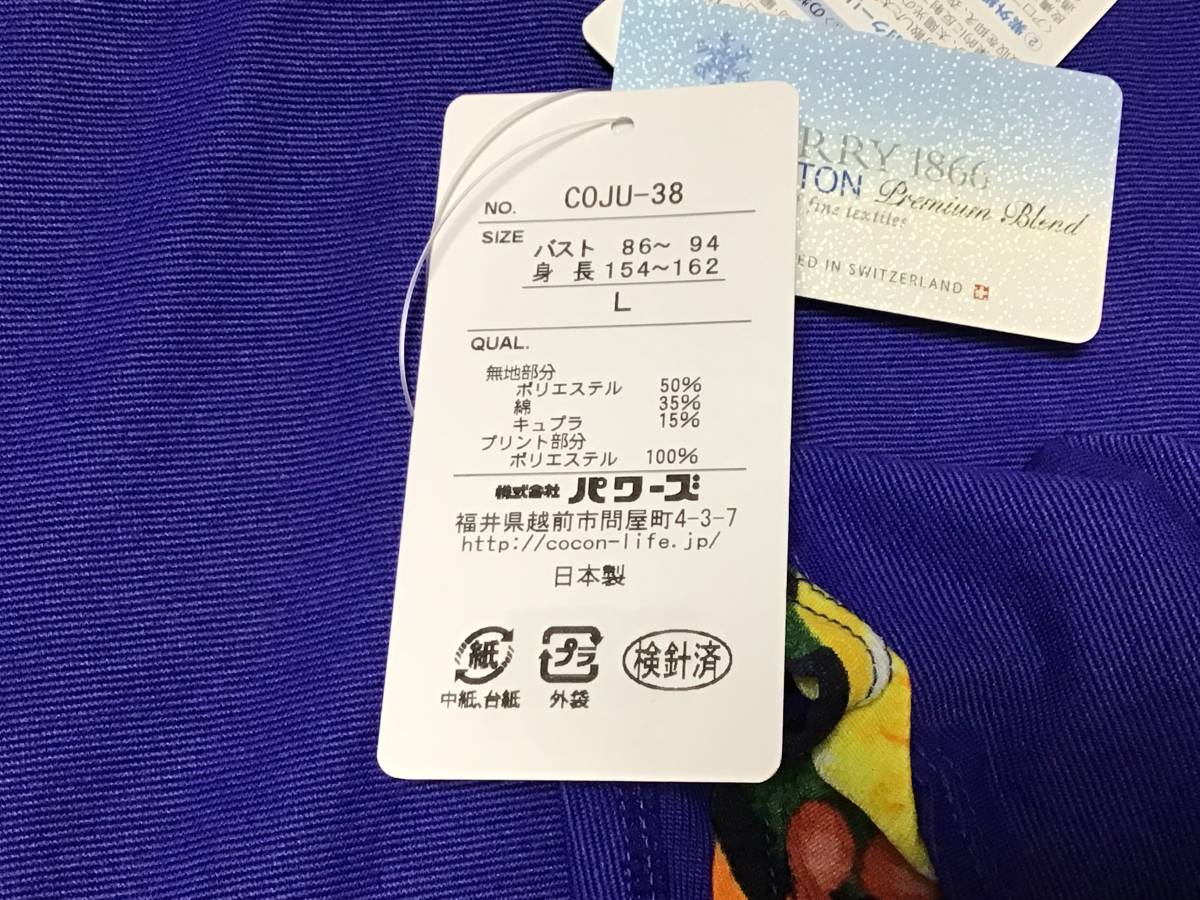 NO. COJU-38
SIZE バスト 86～ 94
身 長 154～162
L
QUAL.
無地部分
ポリエステル 50%
綿 35%
キュプラ 15%
プリント部分
ポリエステル 100%
株式会社 パワーズ
福井県越前市問屋町4-3-7
http://cocon-life.jp/
日本製
紙 プラ 検針済
中紙、台紙 外袋
RRY 1866
TON Premium Blend
fine textiles
ED IN SWITZERLAND